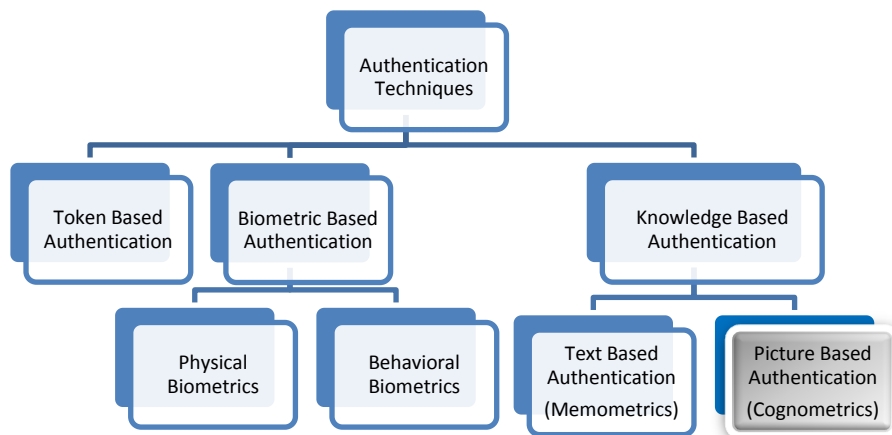 Authentication
Techniques
Token Based
Authentication
Biometric Based
Authentication
Knowledge Based
Authentication
Physical
Biometrics
Behavioral
Biometrics
Text Based
Authentication
(Memometrics)
Picture Based
Authentication
(Cognometrics)